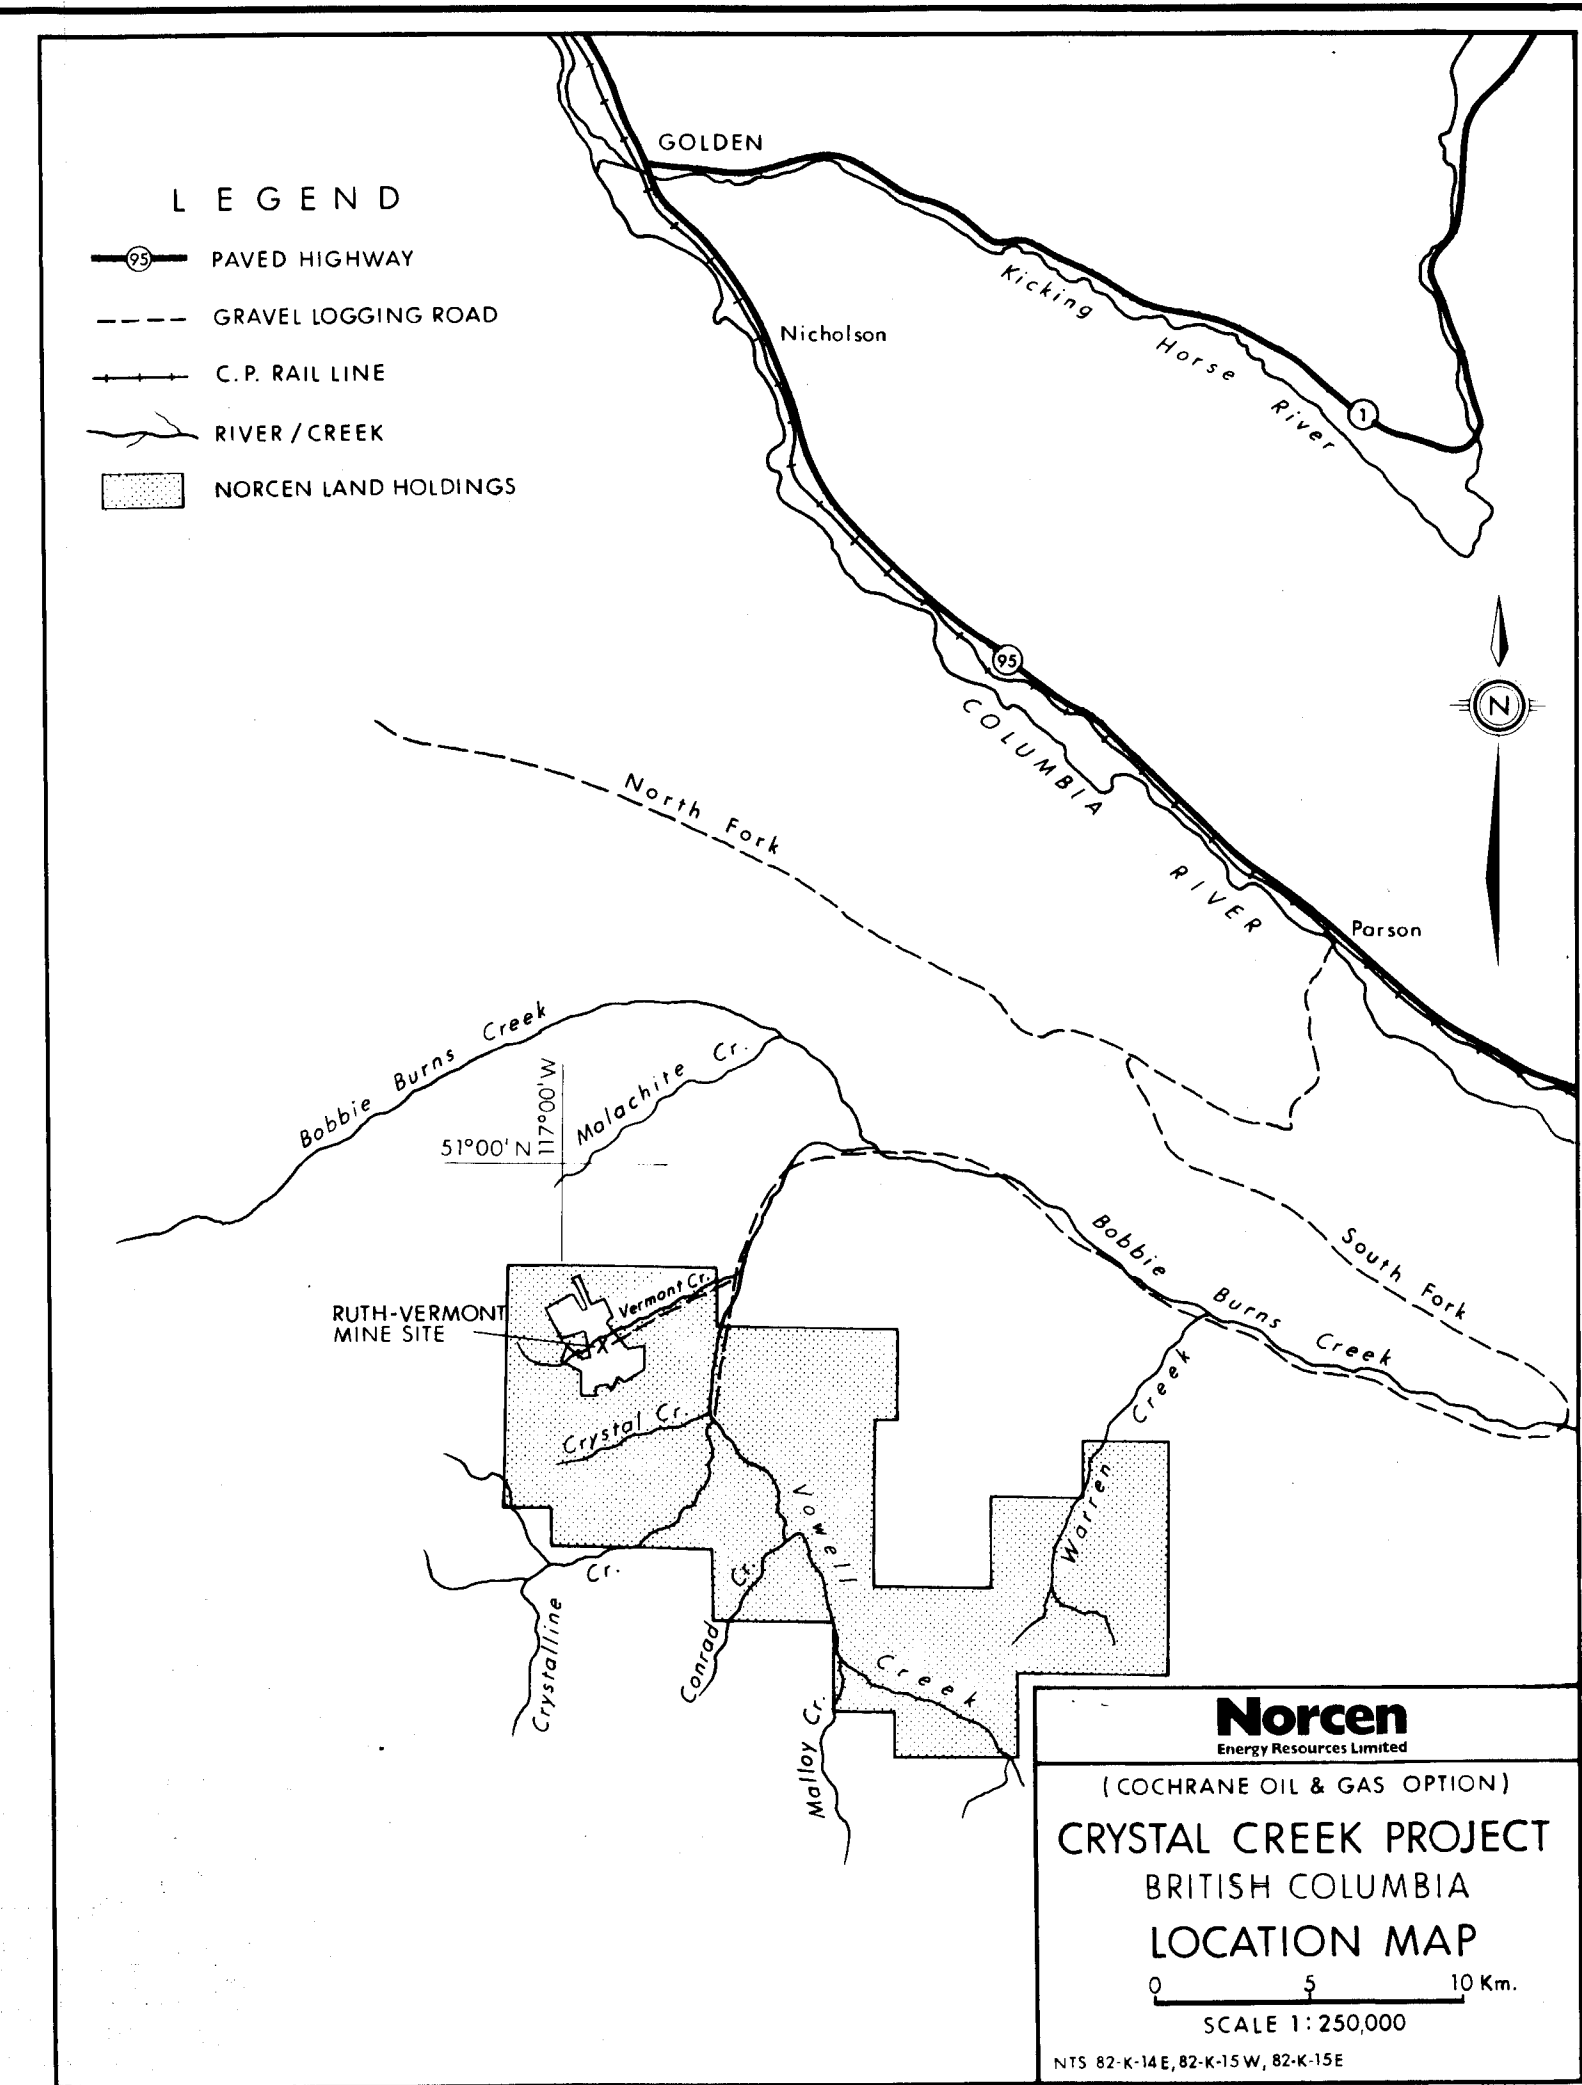 LEGEND
95 PAVED HIGHWAY
GRAVEL LOGGING ROAD
C.P. RAIL LINE
RIVER / CREEK
NORCEN LAND HOLDINGS
GOLDEN
Kicking Horse River
1
Nicholson
95
COLUMBIA RIVER
N
Parson
North Fork
South Fork
Bobbie Burns Creek
Malachite Cr.
117°00'W
51°00'N
Bobbie Burns Creek
RUTH-VERMONT
MINE SITE
Vermont Cr.
Crystal Cr.
Vowell Creek
Warren Creek
Crystalline Cr.
Conrad Cr.
Malloy Cr.
Norcen
Energy Resources Limited
(COCHRANE OIL & GAS OPTION)
CRYSTAL CREEK PROJECT
BRITISH COLUMBIA
LOCATION MAP
0 5 10 Km.
SCALE 1:250,000
NTS 82-K-14E, 82-K-15W, 82-K-15E